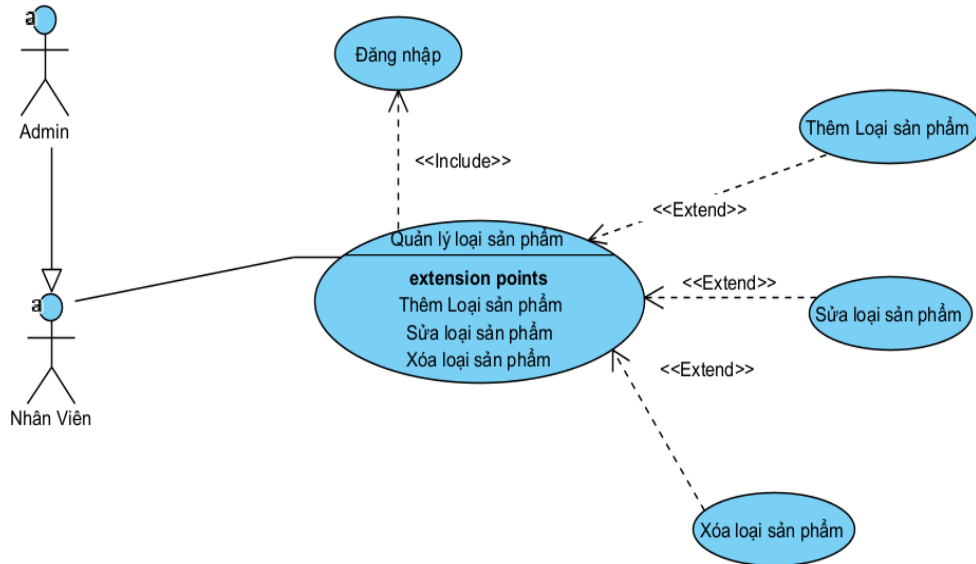 a
Admin
Đăng nhập
Thêm Loại sản phẩm
<<Include>>
<<Extend>>
Quản lý loại sản phẩm
extension points
Thêm Loại sản phẩm
Sửa loại sản phẩm
Xóa loại sản phẩm
<<Extend>>
Sửa loại sản phẩm
a
Nhân Viên
<<Extend>>
Xóa loại sản phẩm